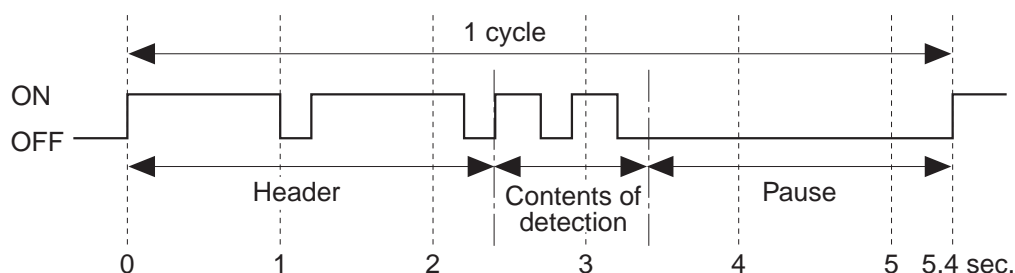 1 cycle
ON
OFF
Header
Contents of
detection
Pause
0 1 2 3 4 5 5.4 sec.